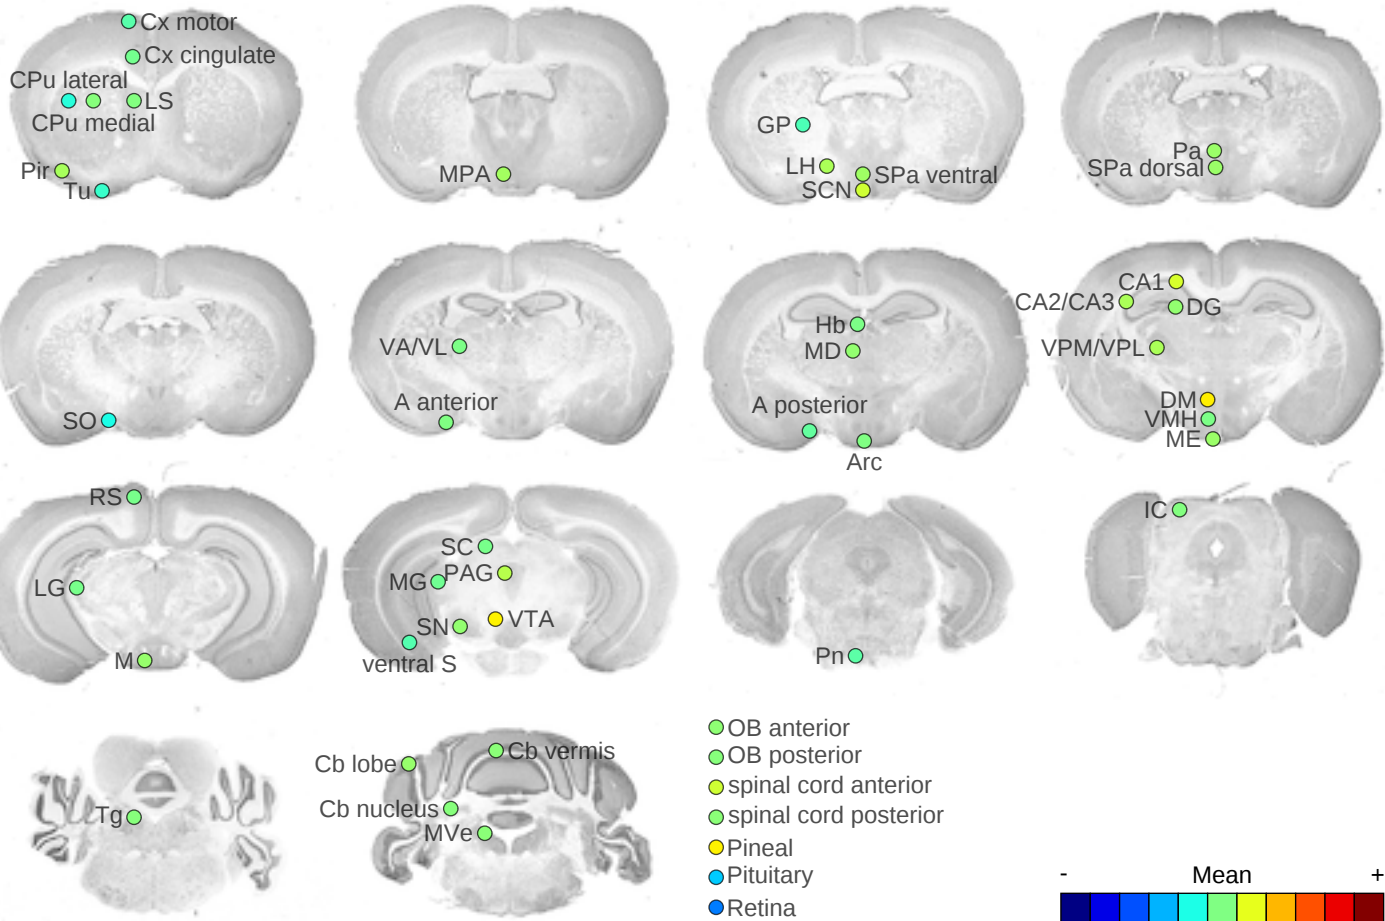 Cx motor
Cx cingulate
CPu lateral
LS
CPu medial
Pir
Tu
MPA
GP
LH
SPa ventral
SCN
Pa
SPa dorsal
SO
VA/VL
A anterior
Hb
MD
A posterior
Arc
CA1
CA2/CA3
DG
VPM/VPL
DM
VMH
ME
RS
LG
M
SC
MG
PAG
SN
VTA
ventral S
Pn
IC
Tg
Cb lobe
Cb vermis
Cb nucleus
MVe
OB anterior
OB posterior
spinal cord anterior
spinal cord posterior
Pineal
Pituitary
Retina
- Mean +